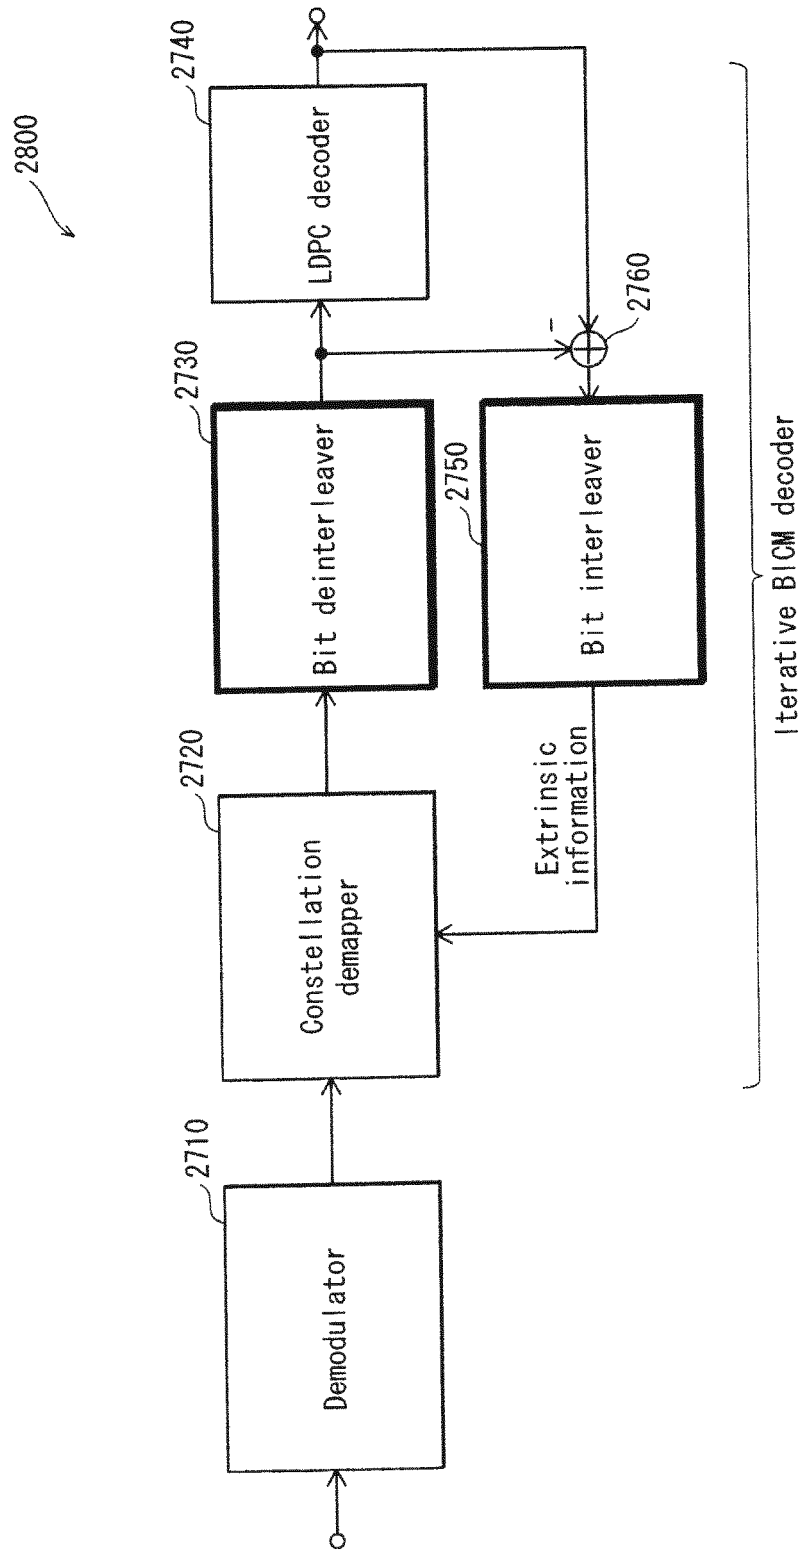 2800
2710
Demodulator
2720
Constellation
demapper
2730
Bit deinterleaver
2740
LDPC decoder
2750
Bit interleaver
-
2760
Extrinsic
information
Iterative BICM decoder